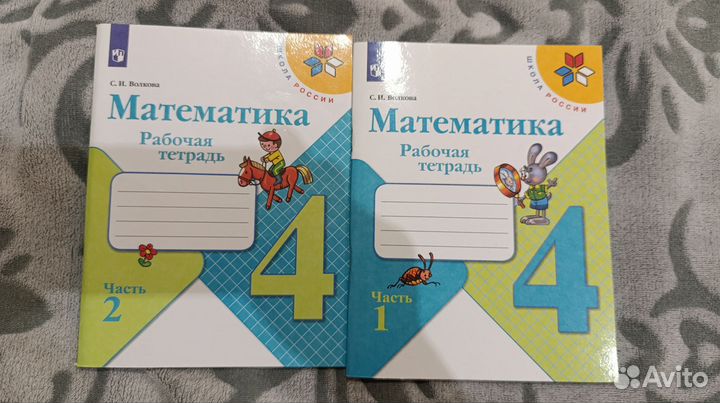 С. И. Волкова
Математика
Рабочая
тетрадь
ШКОЛА РОССИИ
4
Часть
2
С. И. Волкова
Математика
Рабочая
тетрадь
ШКОЛА РОССИИ
4
Часть
1
Avito